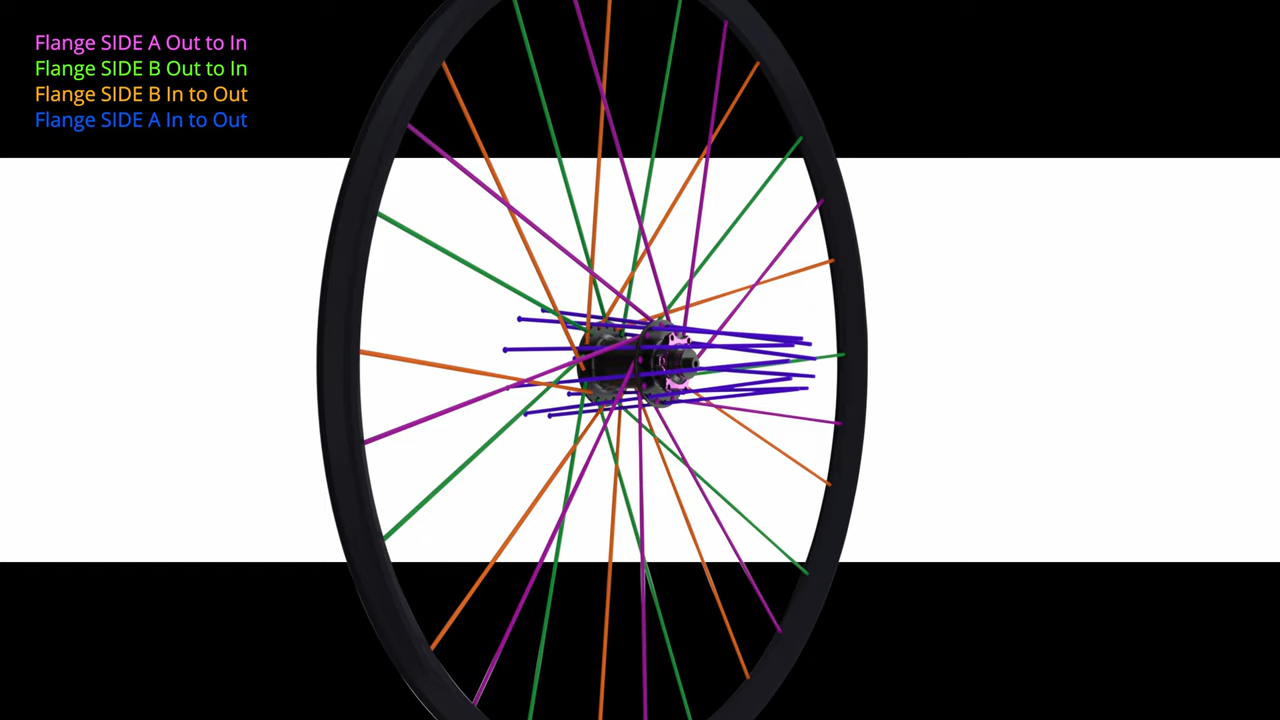 Flange SIDE A Out to In
Flange SIDE B Out to In
Flange SIDE B In to Out
Flange SIDE A In to Out